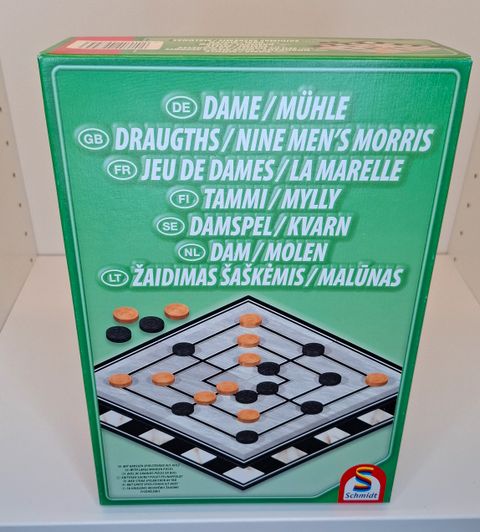 DE DAME/MÜHLE
GB DRAUGTHS/NINE MEN'S MORRIS
FR JEU DE DAMES/LA MARELLE
FI TAMMI/MYLLY
SE DAMSPEL/KVARN
NL DAM/MOLEN
LT ŽAIDIMAS ŠAŠKĖMIS/MALŪNAS
S
Schmidt